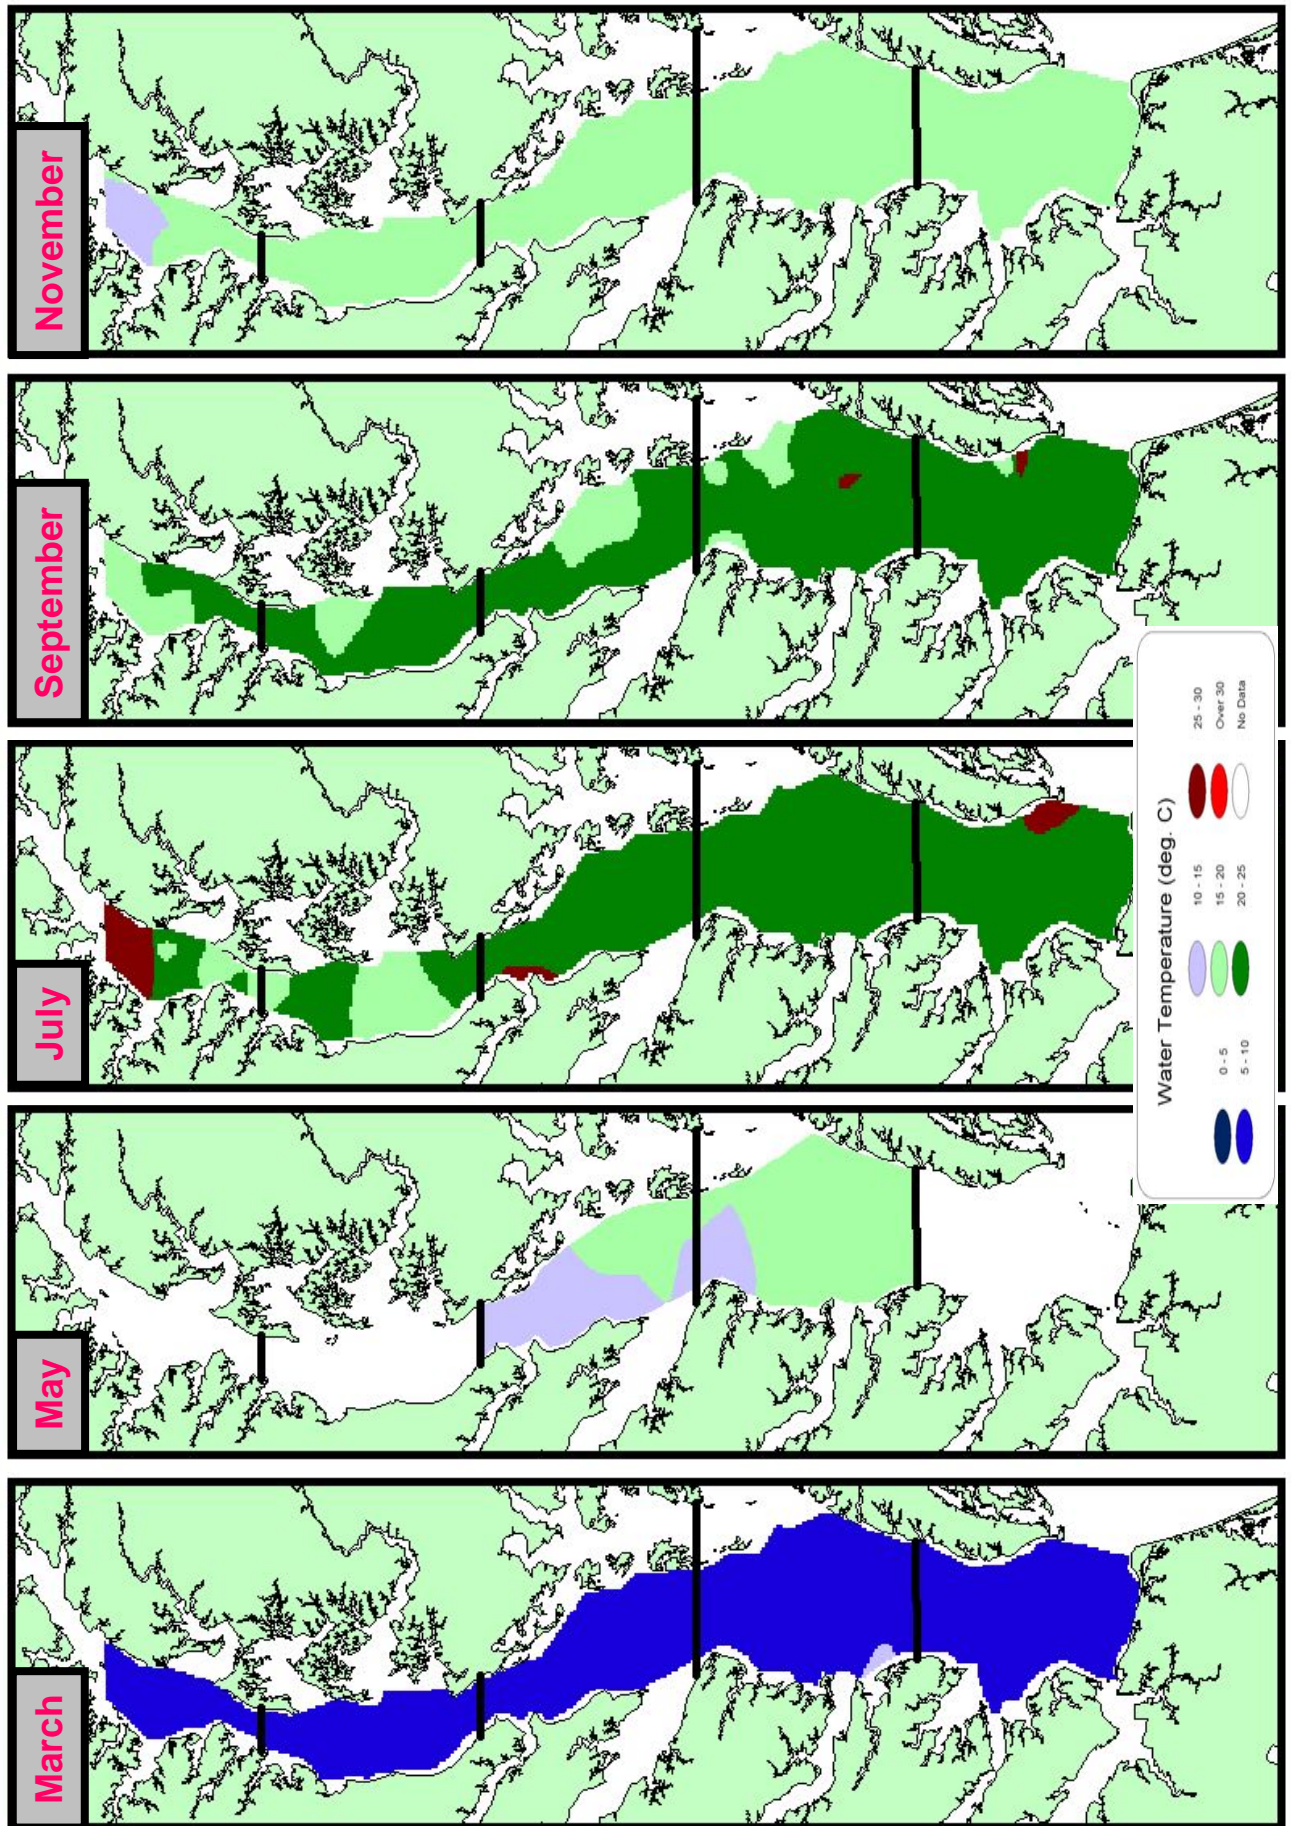 March
May
July
September
November
Water Temperature (deg. C)
0 - 5
5 - 10
10 - 15
15 - 20
20 - 25
25 - 30
Over 30
No Data